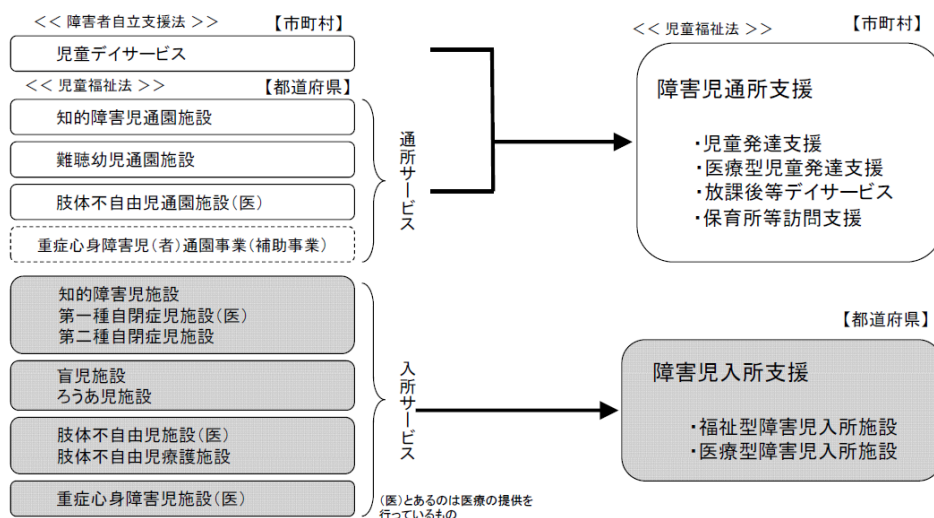 << 障害者自立支援法 >>
【市町村】
児童デイサービス
<< 児童福祉法 >>
【都道府県】
知的障害児通園施設
難聴幼児通園施設
肢体不自由児通園施設(医)
重症心身障害児(者)通園事業(補助事業)
通所サービス
知的障害児施設
第一種自閉症児施設(医)
第二種自閉症児施設
盲児施設
ろうあ児施設
肢体不自由児施設(医)
肢体不自由児療護施設
重症心身障害児施設(医)
入所サービス
(医)とあるのは医療の提供を
行っているもの
<< 児童福祉法 >>
【市町村】
障害児通所支援
・児童発達支援
・医療型児童発達支援
・放課後等デイサービス
・保育所等訪問支援
【都道府県】
障害児入所支援
・福祉型障害児入所施設
・医療型障害児入所施設